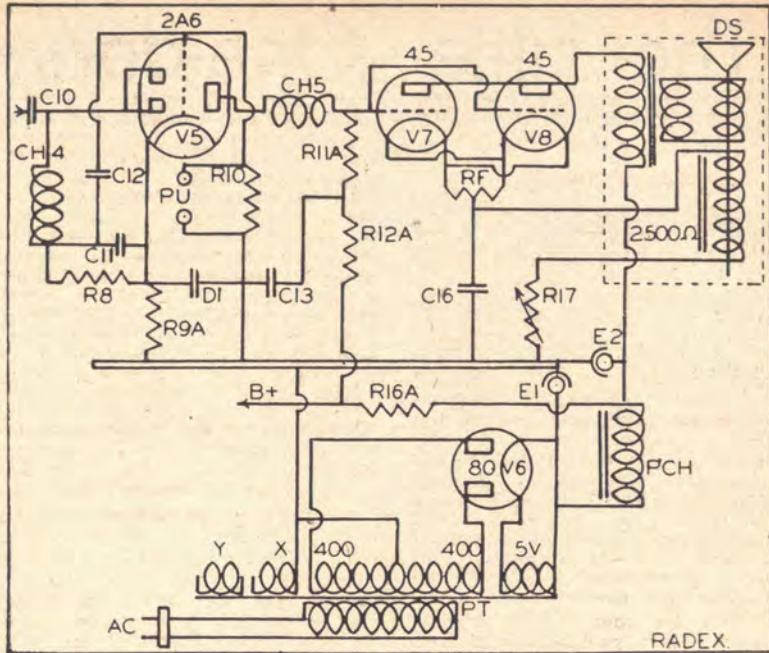 2A6
DS
45
45
C10
CH5
V5
V7
V8
CH4
R11A
C12
R10
RF
PU
R12A
2500Ω
C11
R8
D1
C13
C16
R17
R9A
E2
E1
B+
R16A
80
V6
PCH
Y
X
400
400
5V
PT
AC
RADEX.